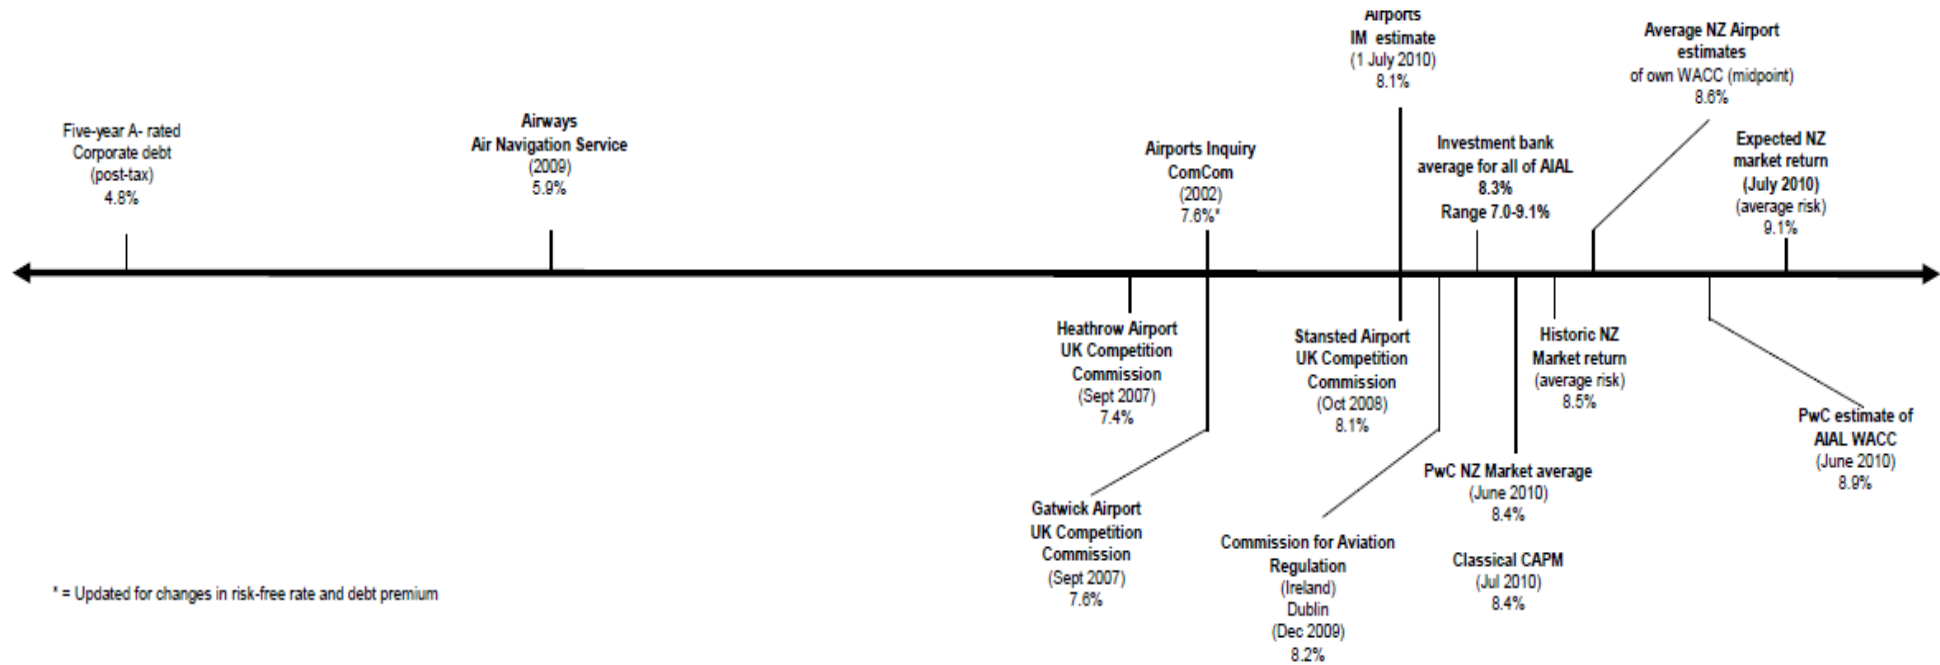 Airports
IM estimate
(1 July 2010)
8.1%
Average NZ Airport
estimates
of own WACC (midpoint)
8.6%
Five-year A- rated
Corporate debt
(post-tax)
4.8%
Airways
Air Navigation Service
(2009)
5.9%
Airports Inquiry
ComCom
(2002)
7.6%*
Investment bank
average for all of AIAL
8.3%
Range 7.0-9.1%
Expected NZ
market return
(July 2010)
(average risk)
9.1%
Heathrow Airport
UK Competition
Commission
(Sept 2007)
7.4%
Stansted Airport
UK Competition
Commission
(Oct 2008)
8.1%
Historic NZ
Market return
(average risk)
8.5%
PwC estimate of
AIAL WACC
(June 2010)
8.9%
PwC NZ Market average
(June 2010)
8.4%
Gatwick Airport
UK Competition
Commission
(Sept 2007)
7.6%
Commission for Aviation
Regulation
(Ireland)
Dublin
(Dec 2009)
8.2%
Classical CAPM
(Jul 2010)
8.4%
* = Updated for changes in risk-free rate and debt premium